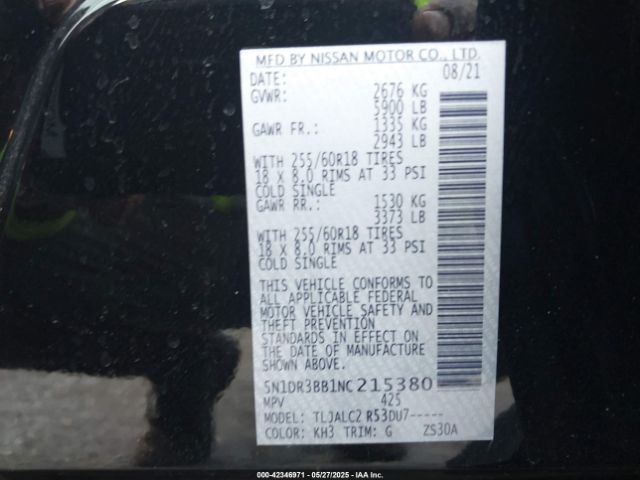 MFD BY NISSAN MOTOR CO., LTD.
DATE: 08/21
GVWR: 2676 KG
5900 LB
GAWR FR.: 1335 KG
2943 LB
WITH 255/60R18 TIRES
18 X 8.0 RIMS AT 33 PSI
COLD SINGLE
GAWR RR.: 1530 KG
3373 LB
WITH 255/60R18 TIRES
18 X 8.0 RIMS AT 33 PSI
COLD SINGLE
THIS VEHICLE CONFORMS TO
ALL APPLICABLE FEDERAL
MOTOR VEHICLE SAFETY AND
THEFT PREVENTION
STANDARDS IN EFFECT ON
THE DATE OF MANUFACTURE
SHOWN ABOVE.
5N1DR3BB1NC215380
MPV 425
MODEL: TLJALC2 R53DU7-----
COLOR: KH3 TRIM: G ZS30A
000-42346971 - 05/27/2025 - IAAI.COM